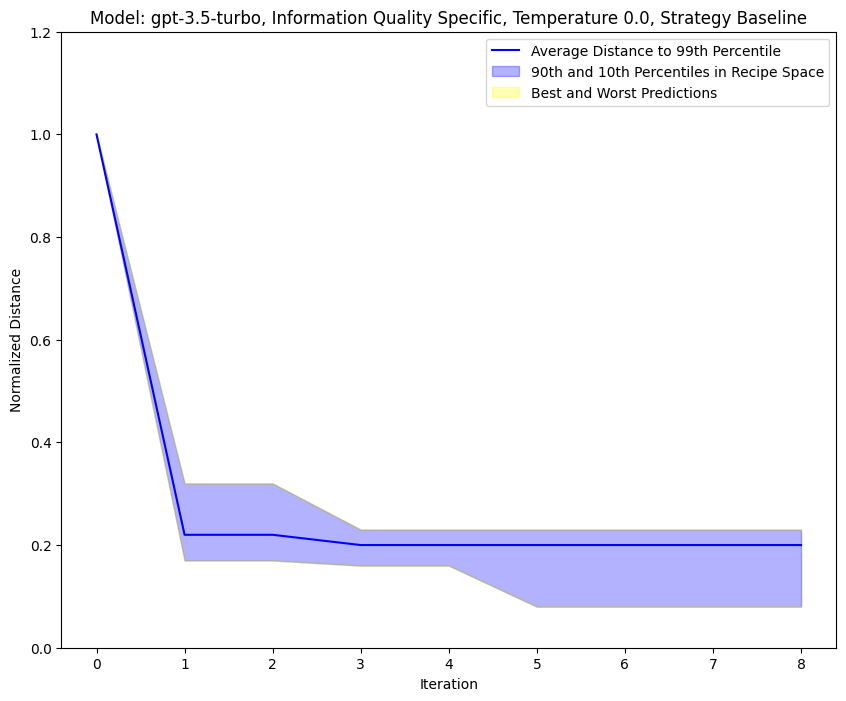 Model: gpt-3.5-turbo, Information Quality Specific, Temperature 0.0, Strategy Baseline
Average Distance to 99th Percentile
90th and 10th Percentiles in Recipe Space
Best and Worst Predictions
Normalized Distance
1.2
1.0
0.8
0.6
0.4
0.2
0.0
0 1 2 3 4 5 6 7 8
Iteration